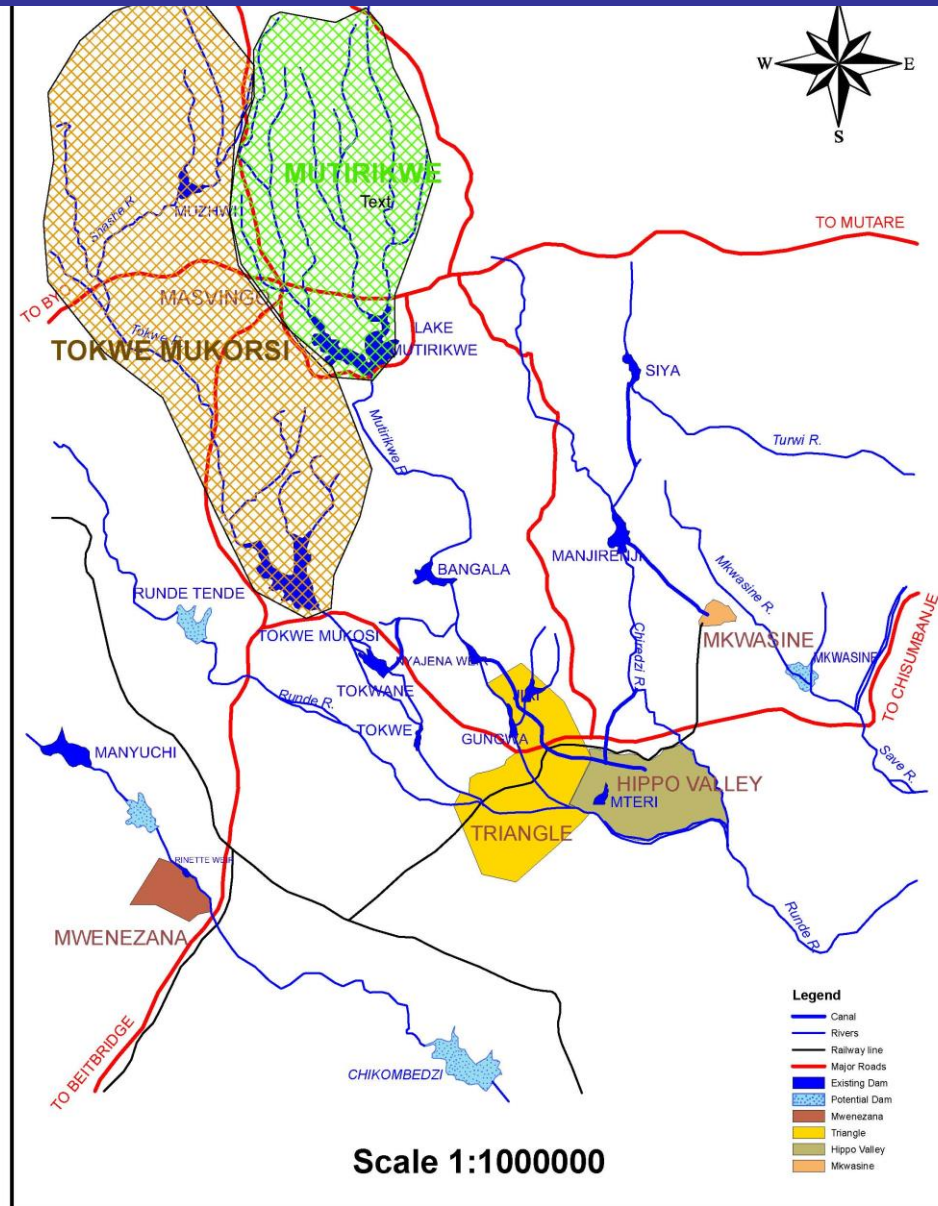 W
E
S
MUTIRIKWE
Text
MUZHWI
Shashe R.
TO MUTARE
TO BYO
MASVINGO
Tokwe R.
LAKE
MUTIRIKWE
TOKWE MUKORSI
SIYA
Mutirikwe R.
Turwi R.
MANJIRENJI
BANGALA
Mkwasine R.
RUNDE TENDE
TOKWE MUKOSI
MKWASINE
NYAJENA WEIR
Chiredzi R.
MKWASINE
TO CHISUMBANJE
TOKWANE
JIRI
Runde R.
TOKWE
GUNGWA
MANYUCHI
Save R.
HIPPO VALLEY
MTERI
TRIANGLE
RINETTE WEIR
Runde R.
MWENEZANA
TO BEITBRIDGE
CHIKOMBEDZI
Legend
Canal
Rivers
Railway line
Major Roads
Existing Dam
Potential Dam
Mwenezana
Triangle
Hippo Valley
Mkwasine
Scale 1:1000000